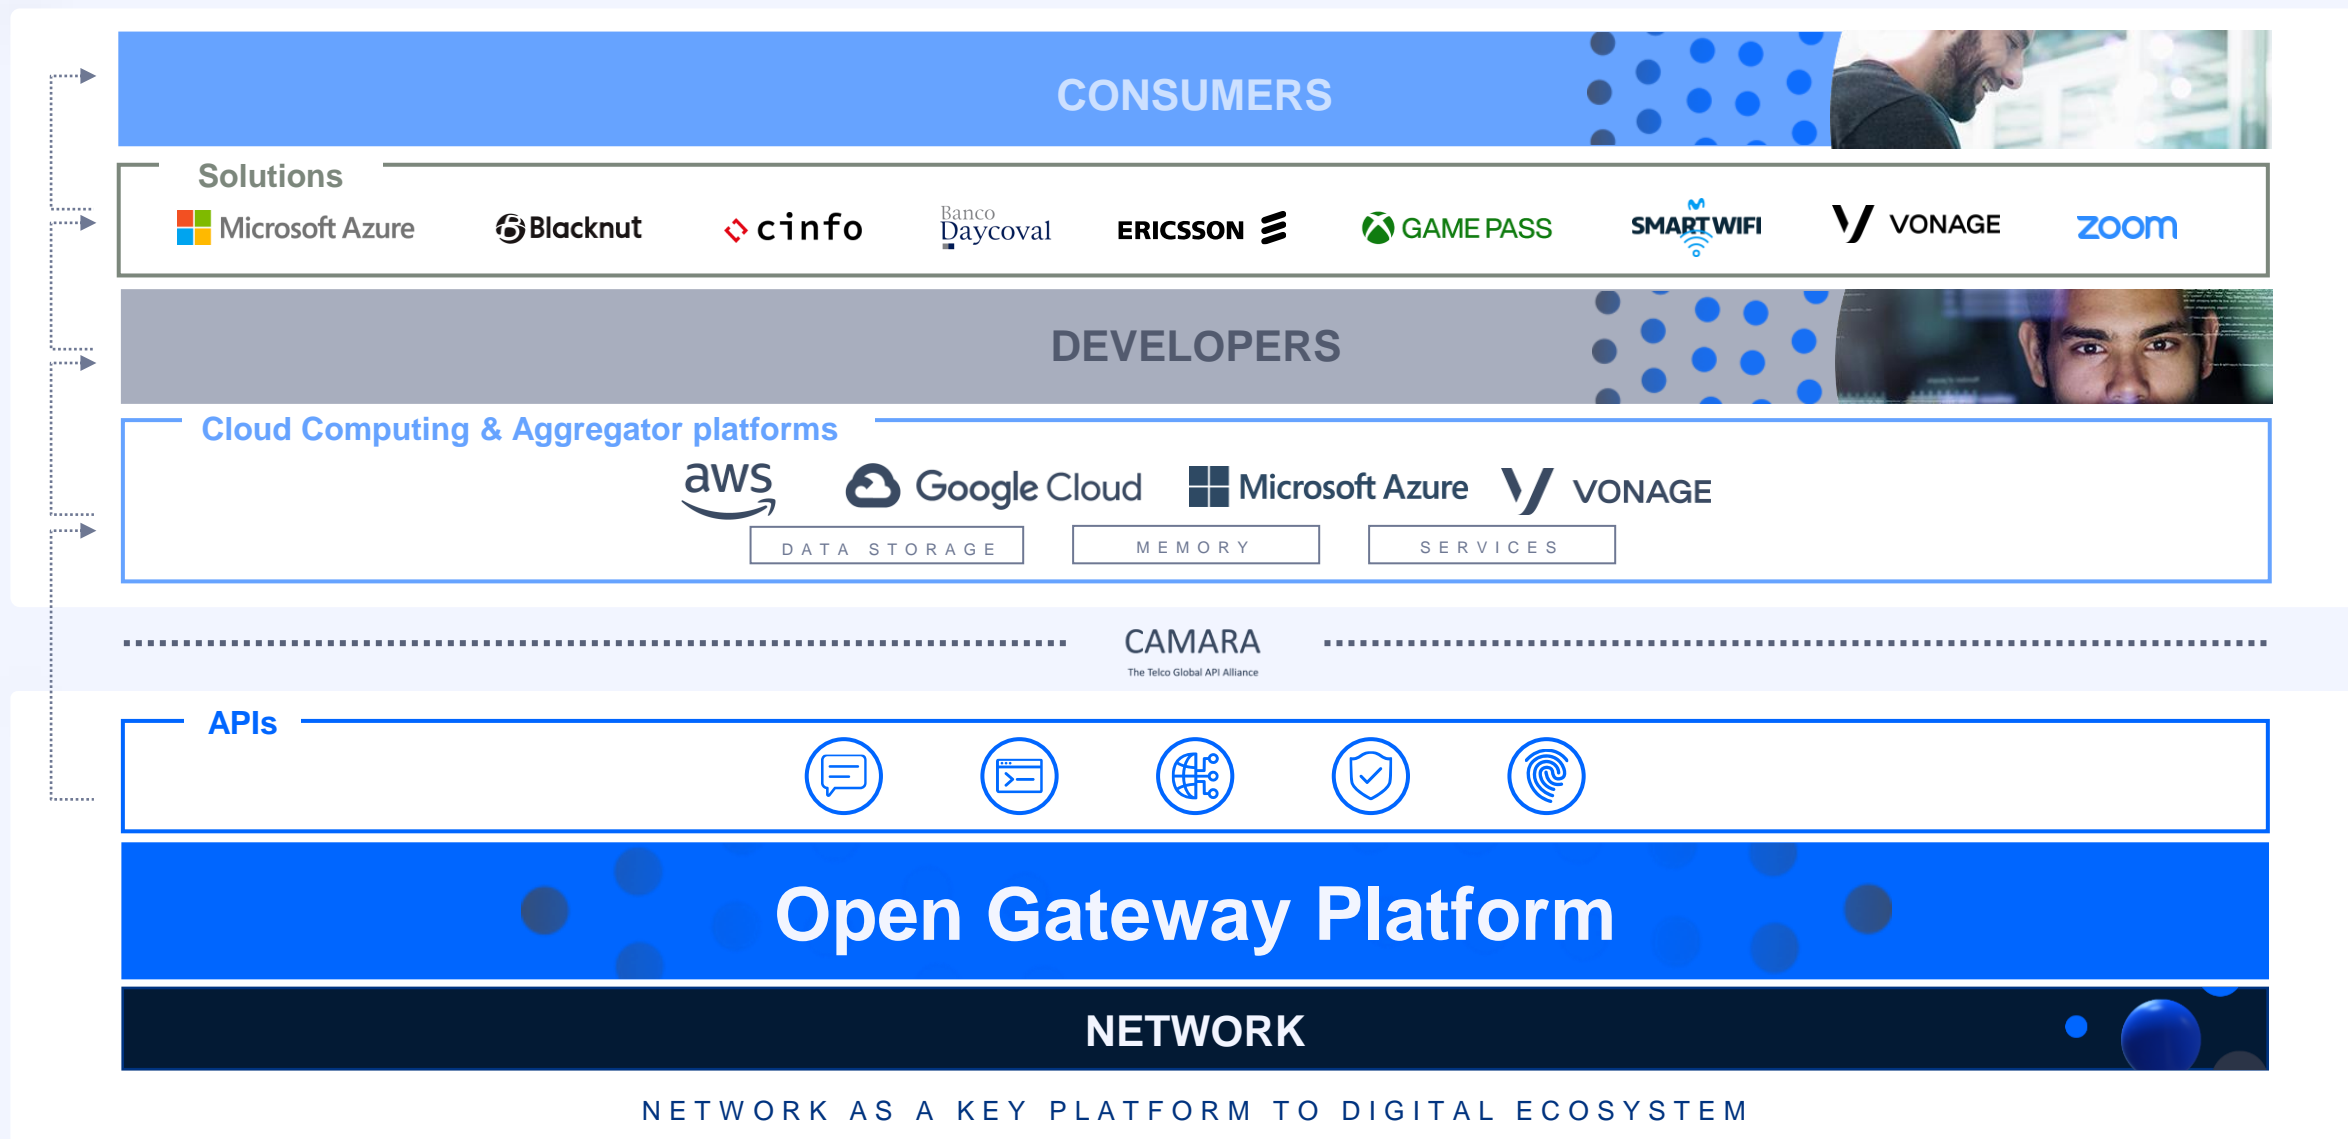 CONSUMERS
Solutions
Microsoft Azure
Blacknut
cinfo
Banco
Daycoval
ERICSSON
GAME PASS
SMART WIFI
VONAGE
zoom
DEVELOPERS
Cloud Computing & Aggregator platforms
aws
Google Cloud
Microsoft Azure
VONAGE
DATA STORAGE
MEMORY
SERVICES
CAMARA
The Telco Global API Alliance
APIs
Open Gateway Platform
NETWORK
NETWORK AS A KEY PLATFORM TO DIGITAL ECOSYSTEM